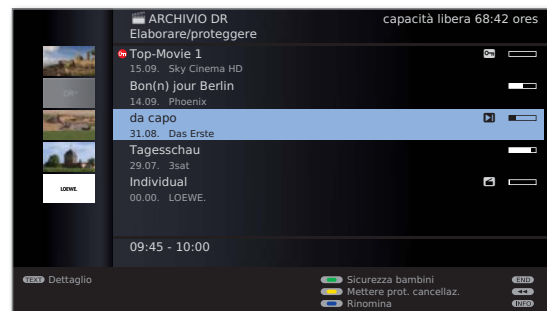 ARCHIVIO DR capacità libera 68:42 ores
Elaborare/proteggere
Top-Movie 1
15.09. Sky Cinema HD
Bon(n) jour Berlin
14.09. Phoenix
da capo
31.08. Das Erste
Tagesschau
29.07. 3sat
Individual
00.00. LOEWE.
DR+
LOEWE.
09:45 - 10:00
TEXT Dettaglio
Sicurezza bambini END
Mettere prot. cancellaz.
Rinomina INFO